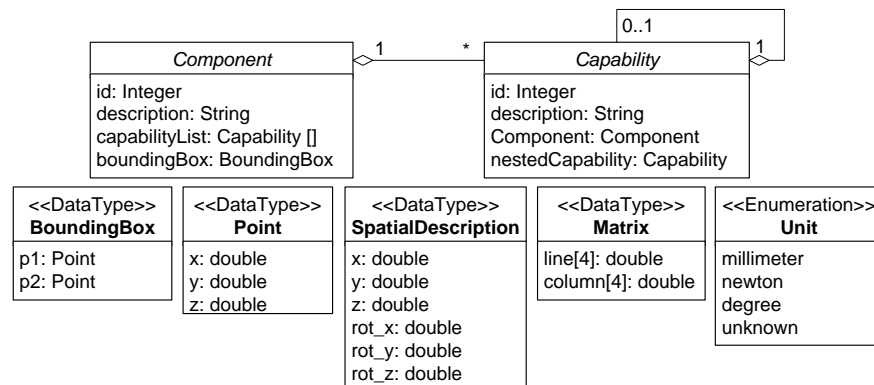 0..1
Component
1
*
Capability
1
id: Integer
description: String
capabilityList: Capability []
boundingBox: BoundingBox
id: Integer
description: String
Component: Component
nestedCapability: Capability
<<DataType>>
BoundingBox
p1: Point
p2: Point
<<DataType>>
Point
x: double
y: double
z: double
<<DataType>>
SpatialDescription
x: double
y: double
z: double
rot_x: double
rot_y: double
rot_z: double
<<DataType>>
Matrix
line[4]: double
column[4]: double
<<Enumeration>>
Unit
millimeter
newton
degree
unknown